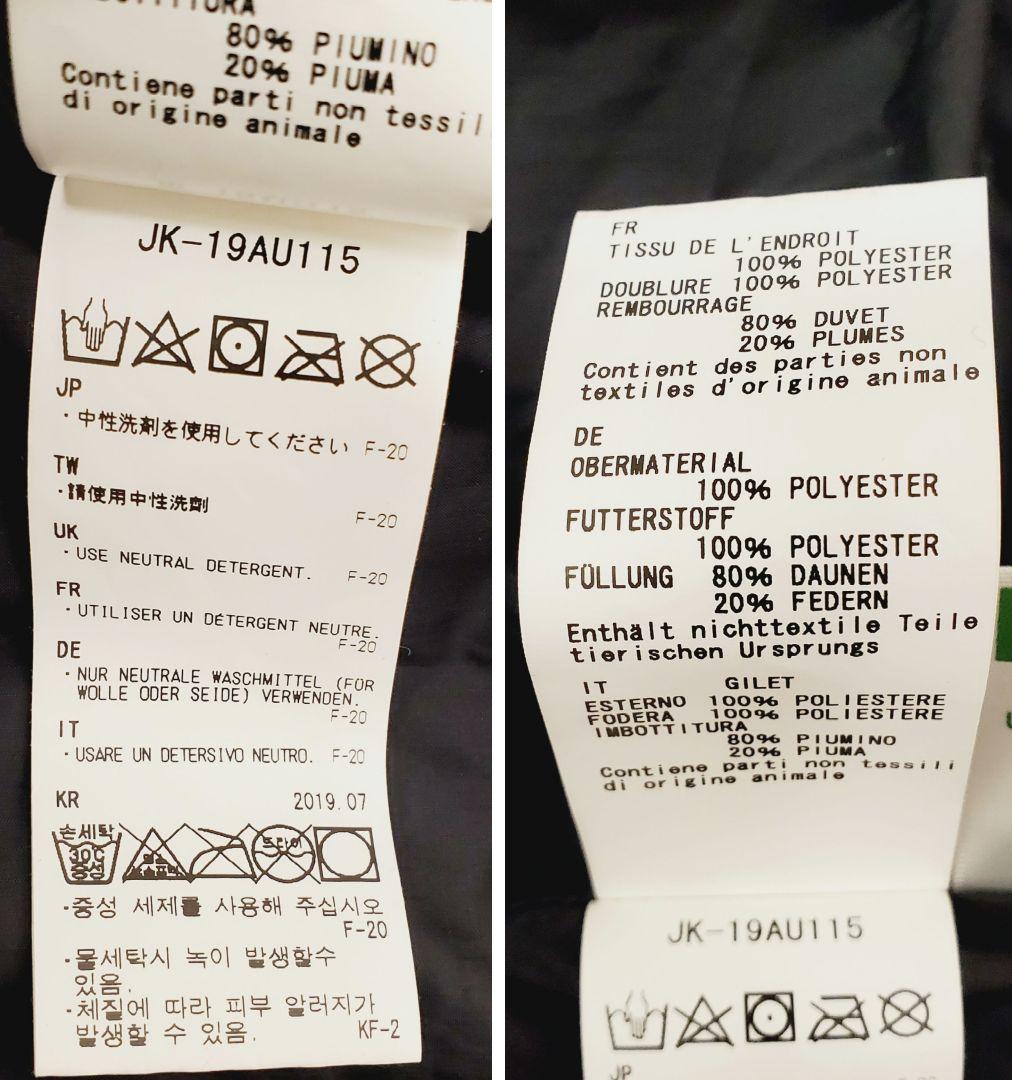 80% PIUMINO
20% PIUMA
Contiene parti non tessil
di origine animale
JK-19AU115
JP
・中性洗剤を使用してください F-20
TW
・請使用中性洗劑
F-20
UK
・USE NEUTRAL DETERGENT. F-20
FR
・UTILISER UN DÉTERGENT NEUTRE.
F-20
DE
・NUR NEUTRALE WASCHMITTEL (FÜR
WOLLE ODER SEIDE) VERWENDEN.
F-20
IT
・USARE UN DETERSIVO NEUTRO. F-20
KR 2019.07
손세탁
30℃
중성
드라이
・중성 세제를 사용해 주십시오
F-20
・물세탁시 녹이 발생할수
있음.
・체질에 따라 피부 알러지가
발생할 수 있음. KF-2
FR
TISSU DE L'ENDROIT
100% POLYESTER
DOUBLURE 100% POLYESTER
REMBOURRAGE
80% DUVET
20% PLUMES
Contient des parties non
textiles d'origine animale
DE
OBERMATERIAL
100% POLYESTER
FUTTERSTOFF
100% POLYESTER
FÜLLUNG 80% DAUNEN
20% FEDERN
Enthält nichttextile Teile
tierischen Ursprungs
IT GILET
ESTERNO 100% POLIESTERE
FODERA 100% POLIESTERE
IMBOTTITURA
80% PIUMINO
20% PIUMA
Contiene parti non tessili
di origine animale
JK-19AU115
JP